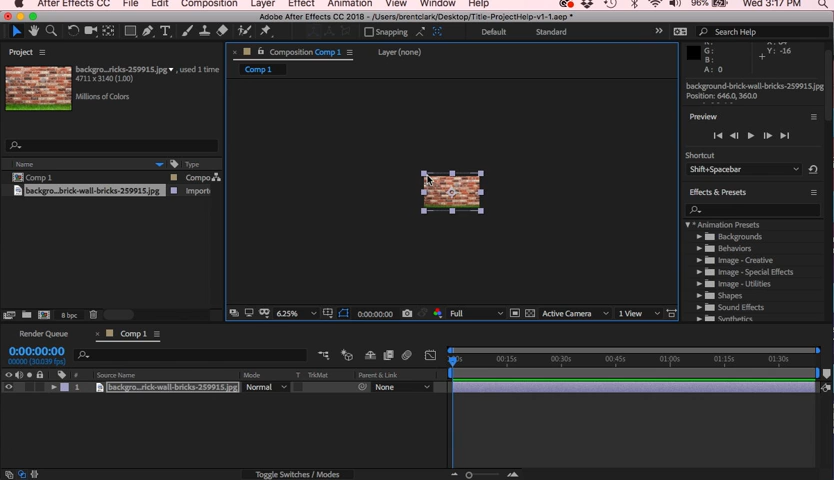 After Effects CC File Edit Composition Layer Effect Animation View Window Help 96% Wed 3:17 PM
Adobe After Effects CC 2018 - /Users/brentclark/Desktop/Title-ProjectHelp-v1-1.aep *
Snapping Default Standard Search Help
Project
backgro...ricks-259915.jpg , used 1 time
4711 x 3140 (1.00)
Millions of Colors
Name Type
Comp 1 Compo
backgro...brick-wall-bricks-259915.jpg Import
8 bpc
Composition Comp 1 Layer (none)
Comp 1
6.25% 0:00:00:00 Full Active Camera 1 View
G:
B:
A: 0
Y: -16
background-brick-wall-bricks-259915.jpg
Position: 646.0, 360.0
Preview
Shortcut
Shift+Spacebar
Effects & Presets
* Animation Presets
Backgrounds
Behaviors
Image - Creative
Image - Special Effects
Image - Utilities
Shapes
Sound Effects
Synthetics
Render Queue Comp 1
0:00:00:00
00000 (30.039 fps)
Source Name Mode T TrkMat Parent & Link
1 backgro...rick-wall-bricks-259915.jpg Normal None
00s 00:15s 00:30s 00:45s 01:00s 01:15s 01:30s
Toggle Switches / Modes